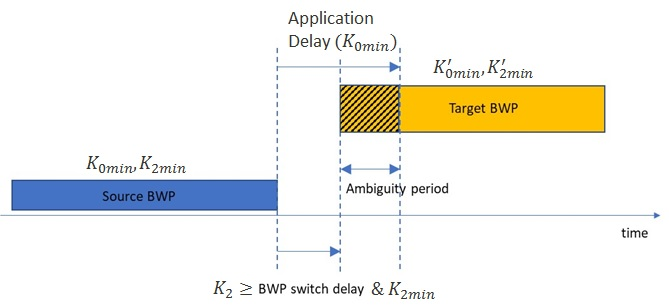 Application
Delay (K₀ₘᵢₙ)
K′₀ₘᵢₙ, K′₂ₘᵢₙ
Target BWP
K₀ₘᵢₙ, K₂ₘᵢₙ
Ambiguity period
Source BWP
time
K₂ ≥ BWP switch delay & K₂ₘᵢₙ